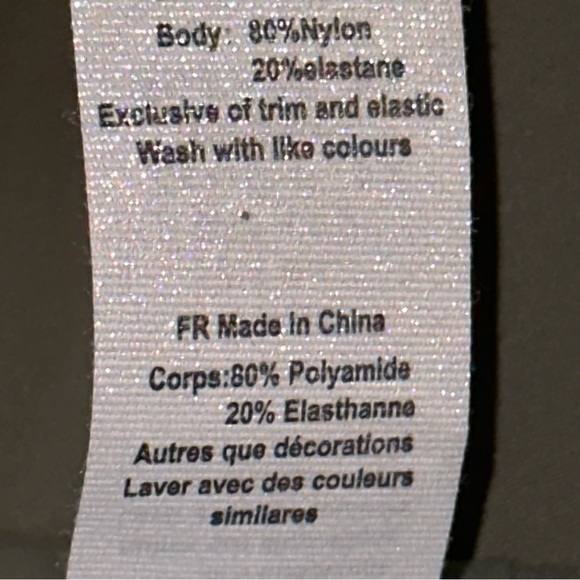 Body: 80%Nylon
20%elastane
Exclusive of trim and elastic
Wash with like colours
FR Made in China
Corps:80% Polyamide
20% Elasthanne
Autres que décorations
Laver avec des couleurs
similares